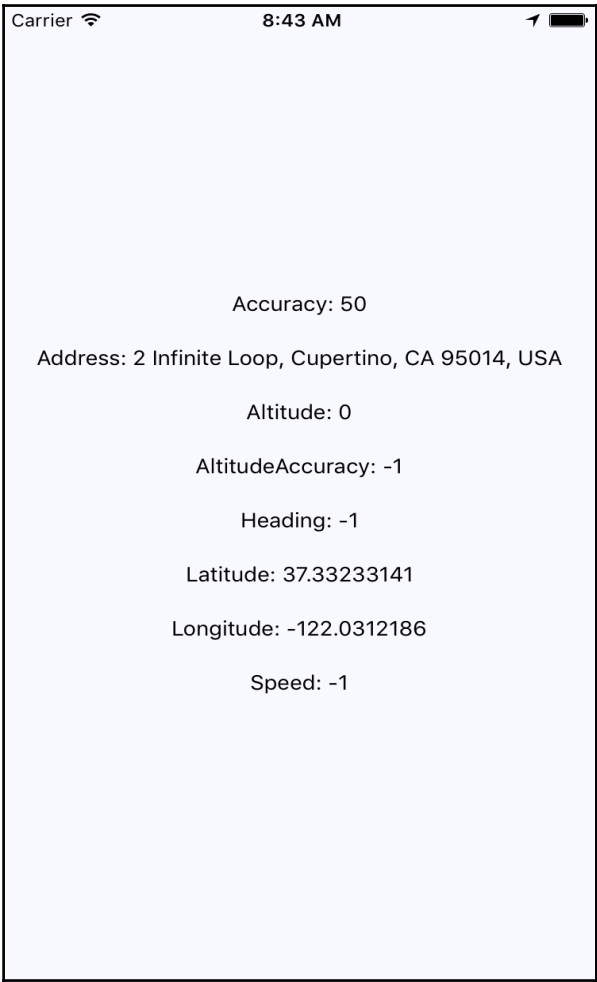 Carrier 8:43 AM
Accuracy: 50
Address: 2 Infinite Loop, Cupertino, CA 95014, USA
Altitude: 0
AltitudeAccuracy: -1
Heading: -1
Latitude: 37.33233141
Longitude: -122.0312186
Speed: -1